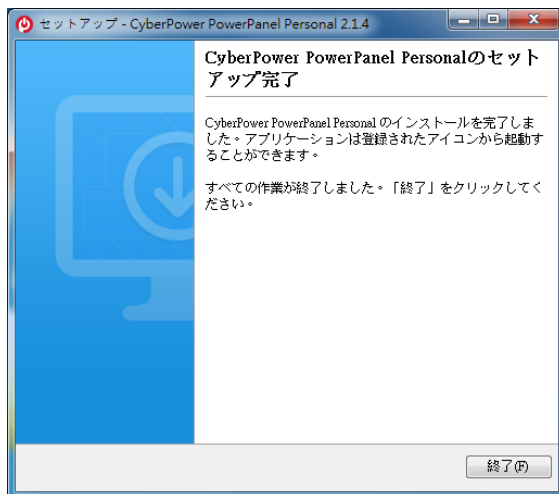 セットアップ - CyberPower PowerPanel Personal 2.1.4
CyberPower PowerPanel Personalのセット
アップ完了
CyberPower PowerPanel Personal のインストールを完了しま
した。アプリケーションは登録されたアイコンから起動す
ることができます。
すべての作業が終了しました。「終了」をクリックしてく
ださい。
終了(F)